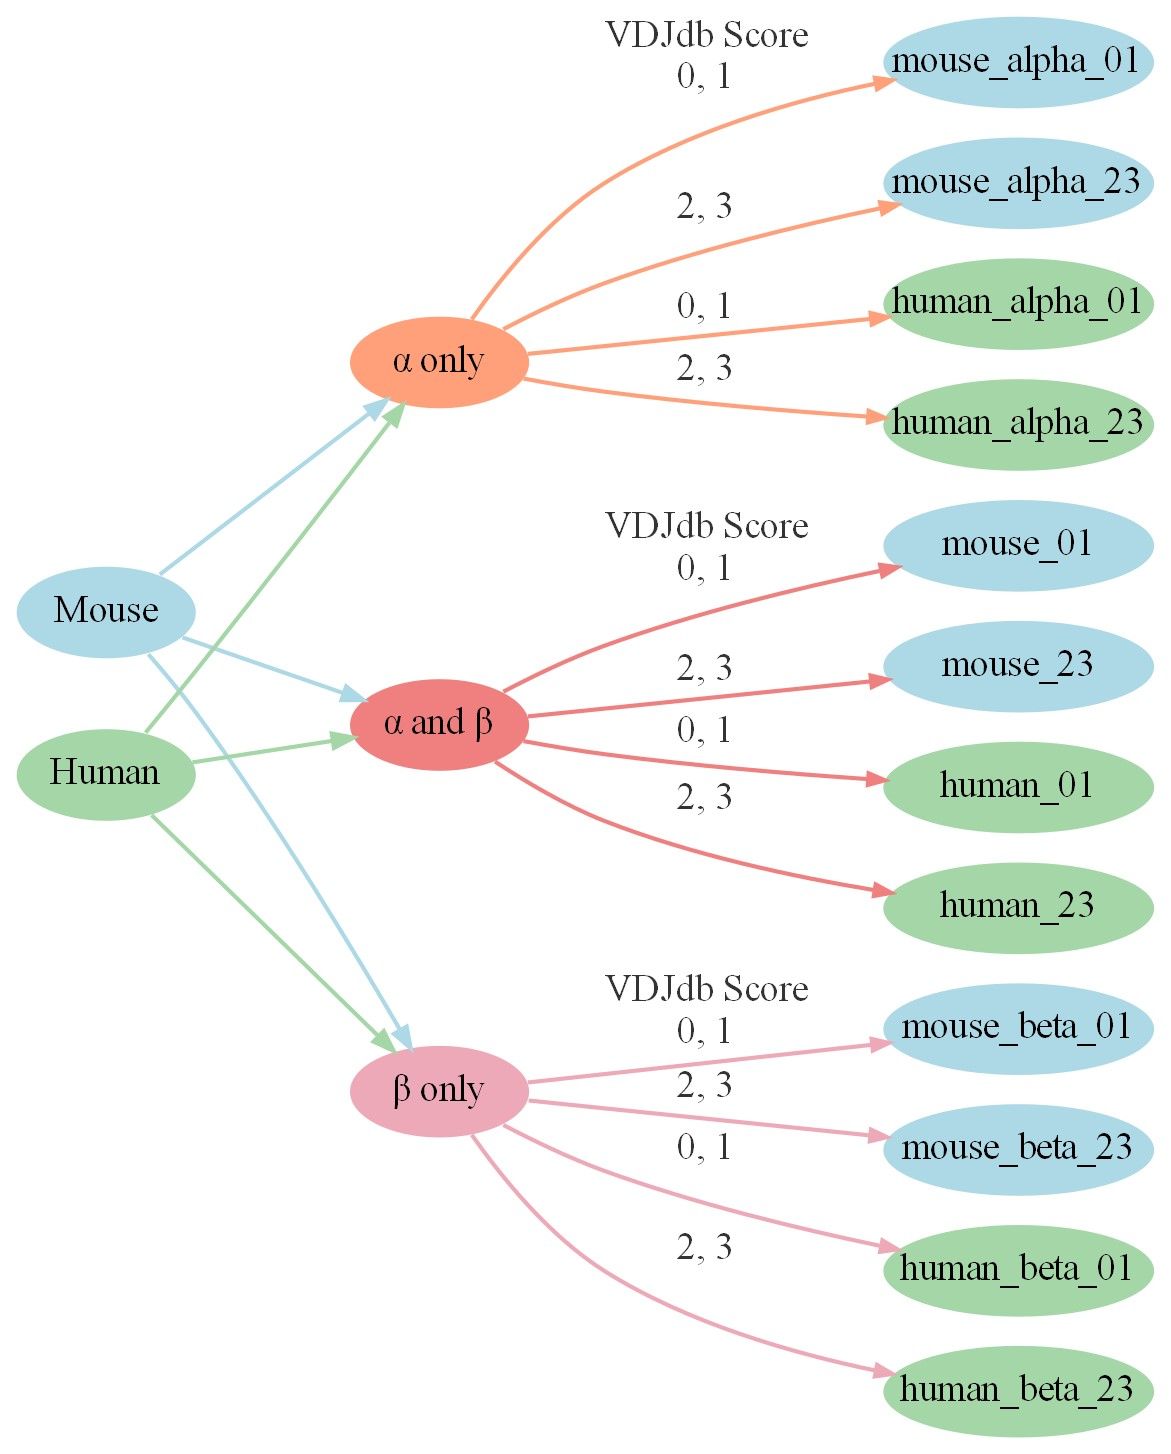 VDJdb Score
0, 1
mouse_alpha_01
2, 3
mouse_alpha_23
0, 1
human_alpha_01
α only
2, 3
human_alpha_23
VDJdb Score
0, 1
mouse_01
Mouse
2, 3
mouse_23
α and β
0, 1
Human
human_01
2, 3
human_23
VDJdb Score
0, 1
mouse_beta_01
β only
2, 3
mouse_beta_23
0, 1
2, 3
human_beta_01
human_beta_23